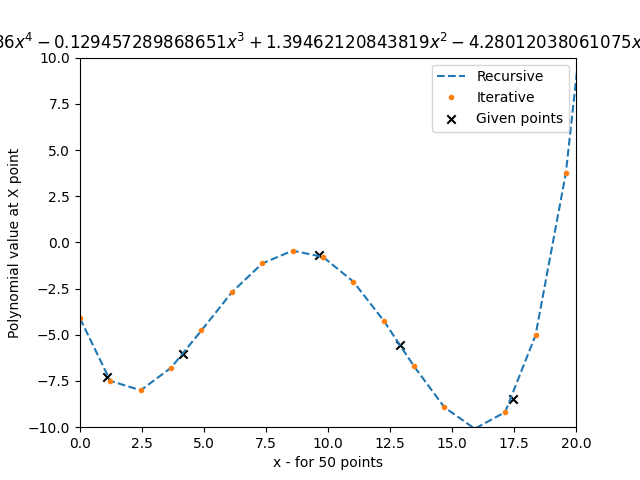 36x⁴ − 0.129457289868651x³ + 1.39462120843819x² − 4.28012038061075x
Recursive
Iterative
Given points
Polynomial value at X point
10.0
7.5
5.0
2.5
0.0
−2.5
−5.0
−7.5
−10.0
0.0 2.5 5.0 7.5 10.0 12.5 15.0 17.5 20.0
x - for 50 points